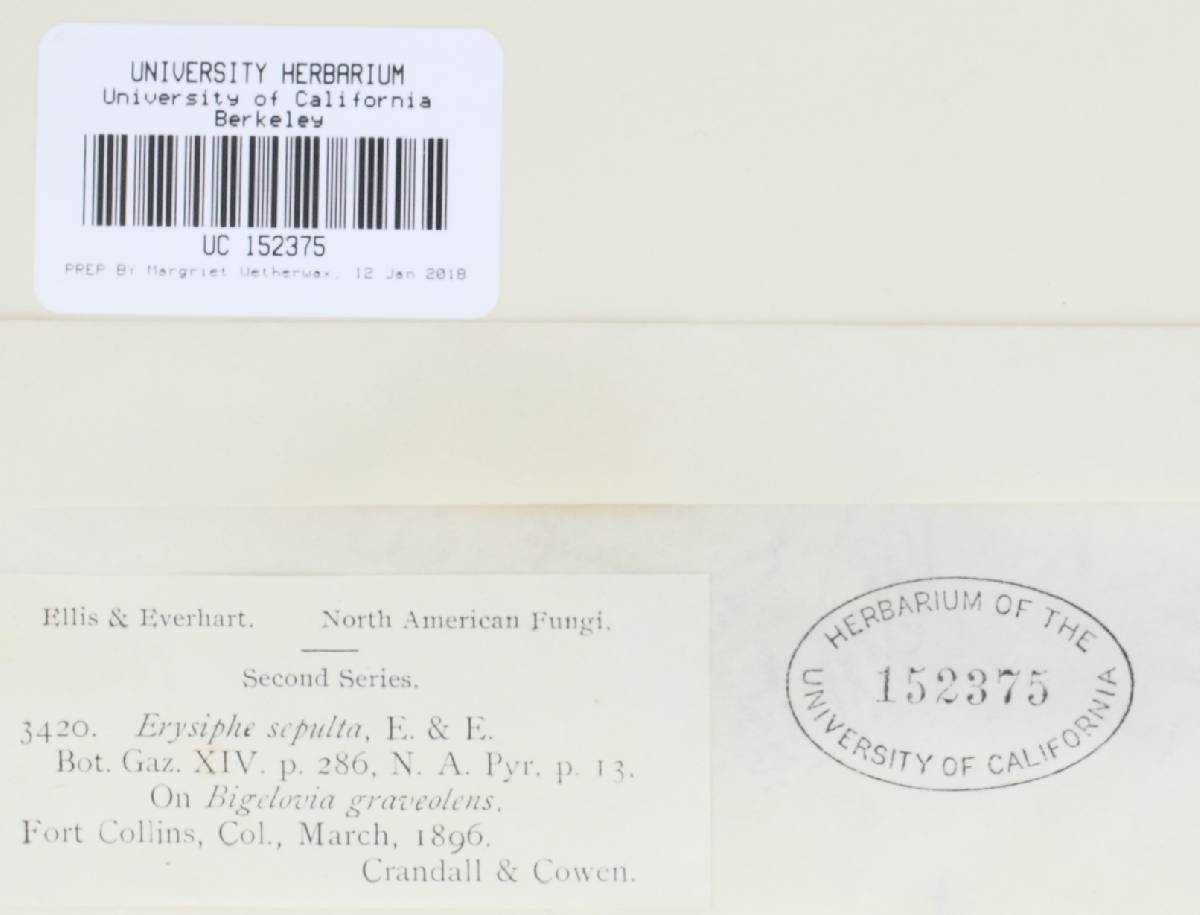 UNIVERSITY HERBARIUM
University of California
Berkeley
UC 152375
PREP BY Margriet Wetherwax, 12 Jan 2018
Ellis & Everhart. North American Fungi.
Second Series.
3420. Erysiphe sepulta, E. & E.
Bot. Gaz. XIV. p. 286, N. A. Pyr. p. 13.
On Bigelovia graveolens.
Fort Collins, Col., March, 1896.
Crandall & Cowen.
HERBARIUM OF THE
152375
UNIVERSITY OF CALIFORNIA